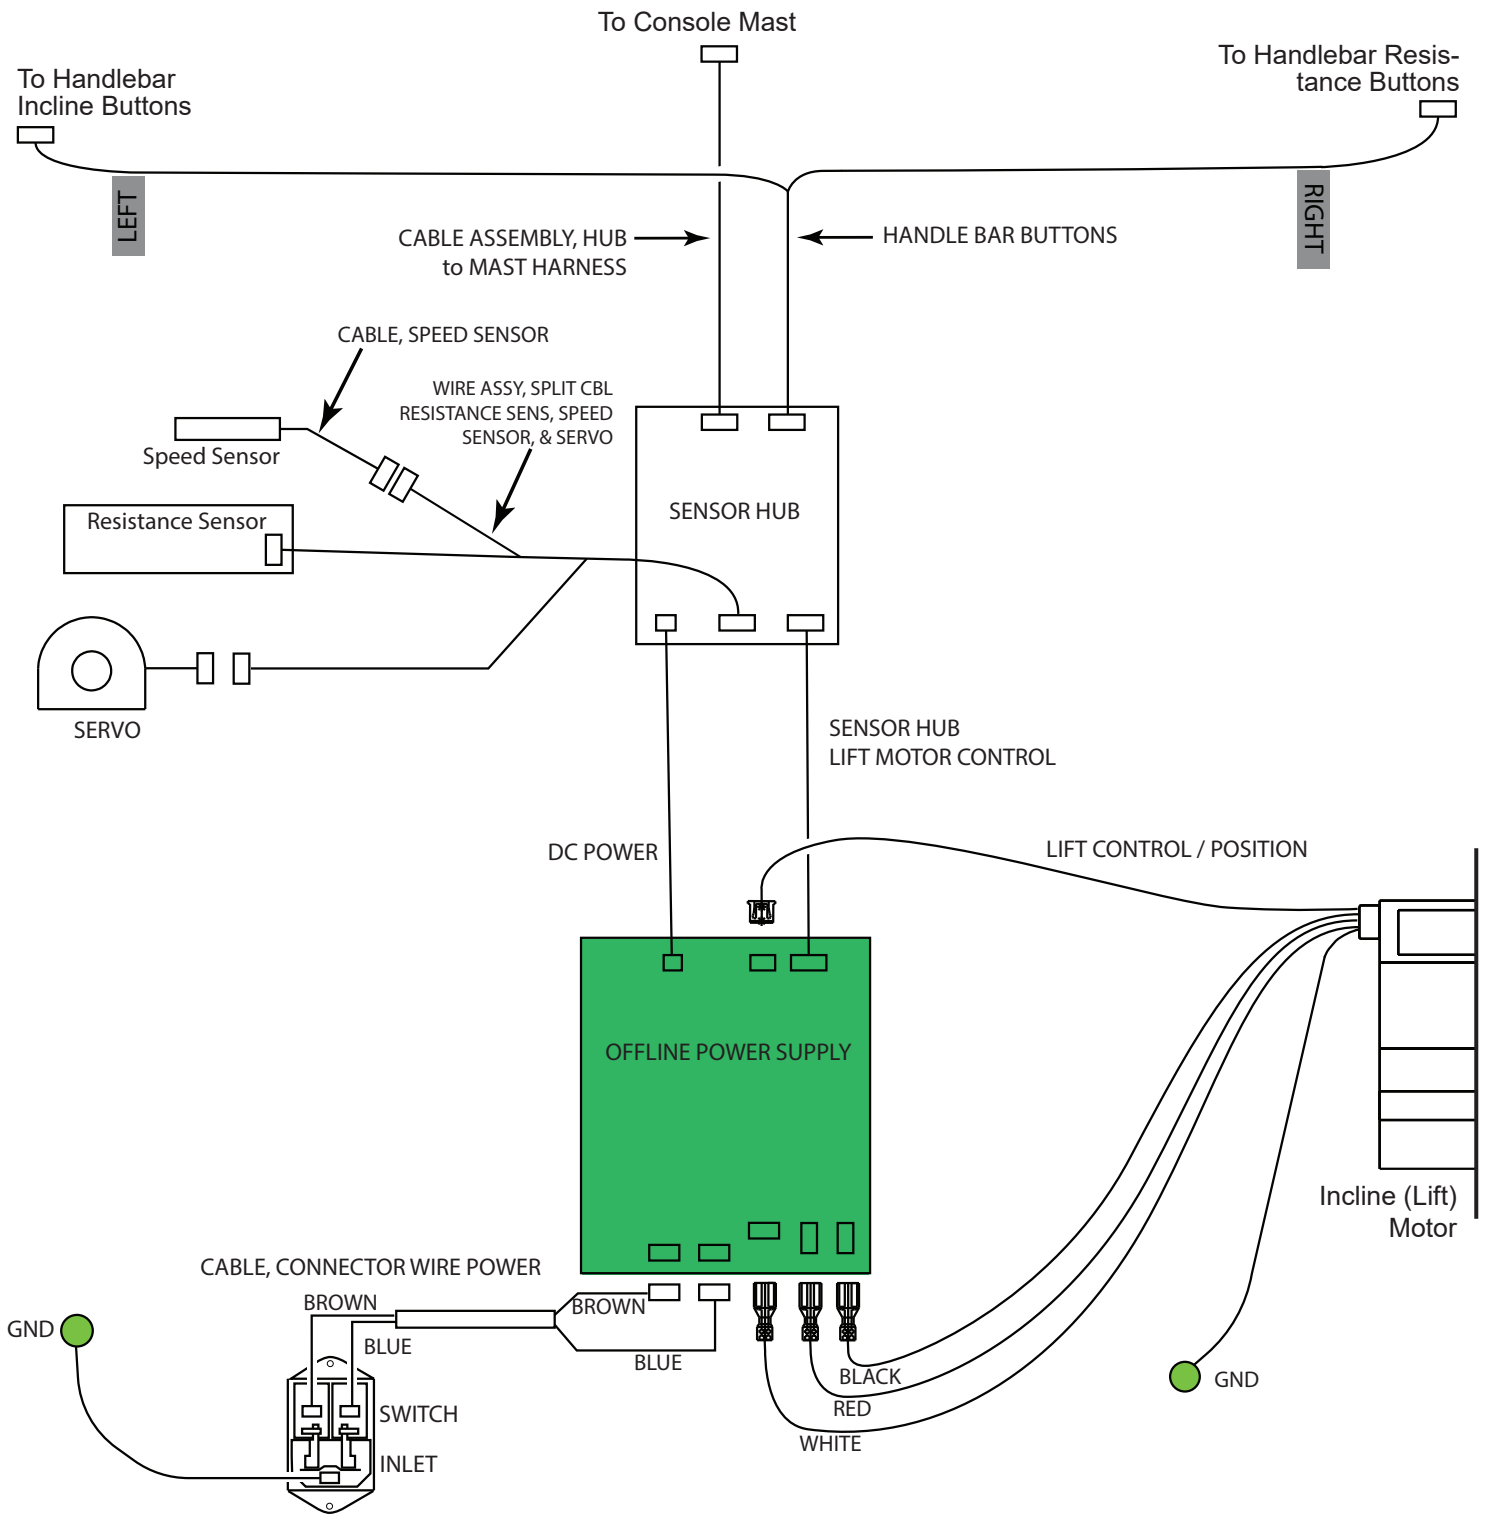 To Console Mast
To Handlebar
Incline Buttons
To Handlebar Resis-
tance Buttons
LEFT
RIGHT
CABLE ASSEMBLY, HUB
to MAST HARNESS
HANDLE BAR BUTTONS
CABLE, SPEED SENSOR
WIRE ASSY, SPLIT CBL
RESISTANCE SENS, SPEED
SENSOR, & SERVO
Speed Sensor
Resistance Sensor
SENSOR HUB
SERVO
SENSOR HUB
LIFT MOTOR CONTROL
DC POWER
LIFT CONTROL / POSITION
OFFLINE POWER SUPPLY
Incline (Lift)
Motor
CABLE, CONNECTOR WIRE POWER
BROWN
BROWN
GND
BLUE
BLUE
BLACK
GND
RED
SWITCH
WHITE
INLET